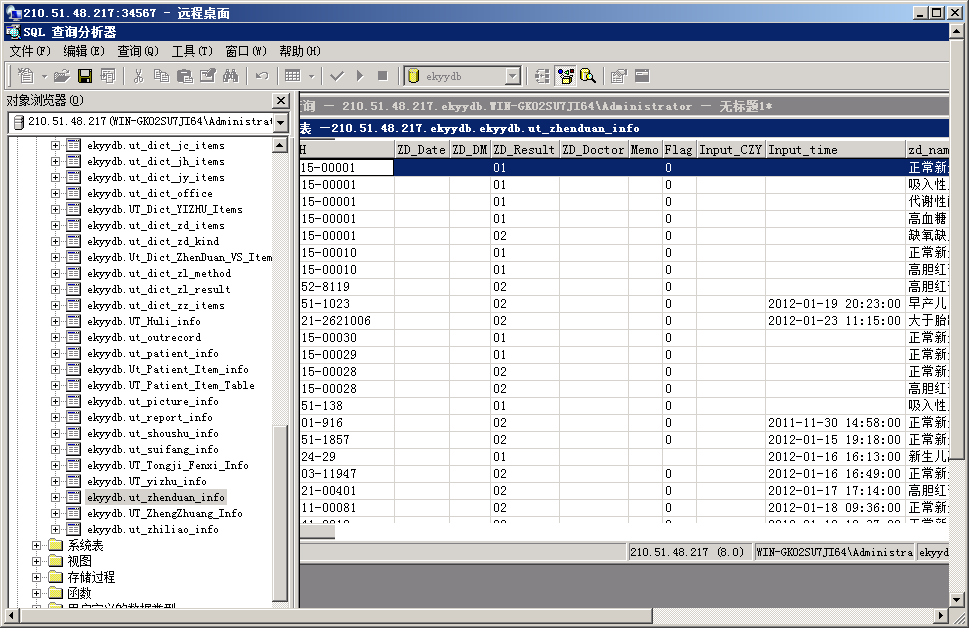 210.51.48.217:34567 - 远程桌面
SQL 查询分析器
文件(F) 编辑(E) 查询(Q) 工具(T) 窗口(W) 帮助(H)
ekyydb
对象浏览器(O)
210.51.48.217(WIN-GKO2SU7JI64\Administrat
ekyydb.ut_dict_jc_items
ekyydb.ut_dict_jh_items
ekyydb.ut_dict_jy_items
ekyydb.ut_dict_office
ekyydb.UT_Dict_YIZHU_Items
ekyydb.ut_dict_zd_items
ekyydb.ut_dict_zd_kind
ekyydb.Ut_Dict_ZhenDuan_VS_Item
ekyydb.ut_dict_zl_method
ekyydb.ut_dict_zl_result
ekyydb.ut_dict_zz_items
ekyydb.UT_Huli_info
ekyydb.ut_outrecord
ekyydb.ut_patient_info
ekyydb.Ut_Patient_Item_info
ekyydb.UT_Patient_Item_Table
ekyydb.ut_picture_info
ekyydb.ut_report_info
ekyydb.ut_shoushu_info
ekyydb.ut_suifang_info
ekyydb.UT_Tongji_Fenxi_Info
ekyydb.UT_yizhu_info
ekyydb.ut_zhenduan_info
ekyydb.UT_ZhengZhuang_Info
ekyydb.ut_zhiliao_info
系统表
视图
存储过程
函数
用户定义的数据类型
询 — 210.51.48.217.ekyydb.WIN-GKO2SU7JI64\Administrator — 无标题1*
表 —210.51.48.217.ekyydb.ekyydb.ut_zhenduan_info
H ZD_Date ZD_DM ZD_Result ZD_Doctor Memo Flag Input_CZY Input_time zd_nam
15-00001 01 0 正常新
15-00001 01 0 吸入性
15-00001 01 0 代谢性
15-00001 01 0 高血糖
15-00001 02 0 缺氧缺
15-00010 01 0 正常新
15-00010 01 0 高胆红
52-8119 02 0 高胆红
51-1023 02 0 2012-01-19 20:23:00 早产儿
21-2621006 02 0 2012-01-23 11:15:00 大于胎
15-00030 01 0 正常新
15-00029 01 0 正常新
15-00028 02 0 正常新
15-00028 02 0 高胆红
51-138 01 0 吸入性
01-916 02 0 2011-11-30 14:58:00 正常新
51-1857 02 0 2012-01-15 19:18:00 正常新
24-29 01 2012-01-16 16:13:00 新生儿
03-11947 02 0 2012-01-16 16:49:00 正常新
21-00401 02 0 2012-01-17 17:14:00 高胆红
11-00081 02 0 2012-01-18 09:36:00 正常新
210.51.48.217 (8.0) WIN-GKO2SU7JI64\Administra ekyyd